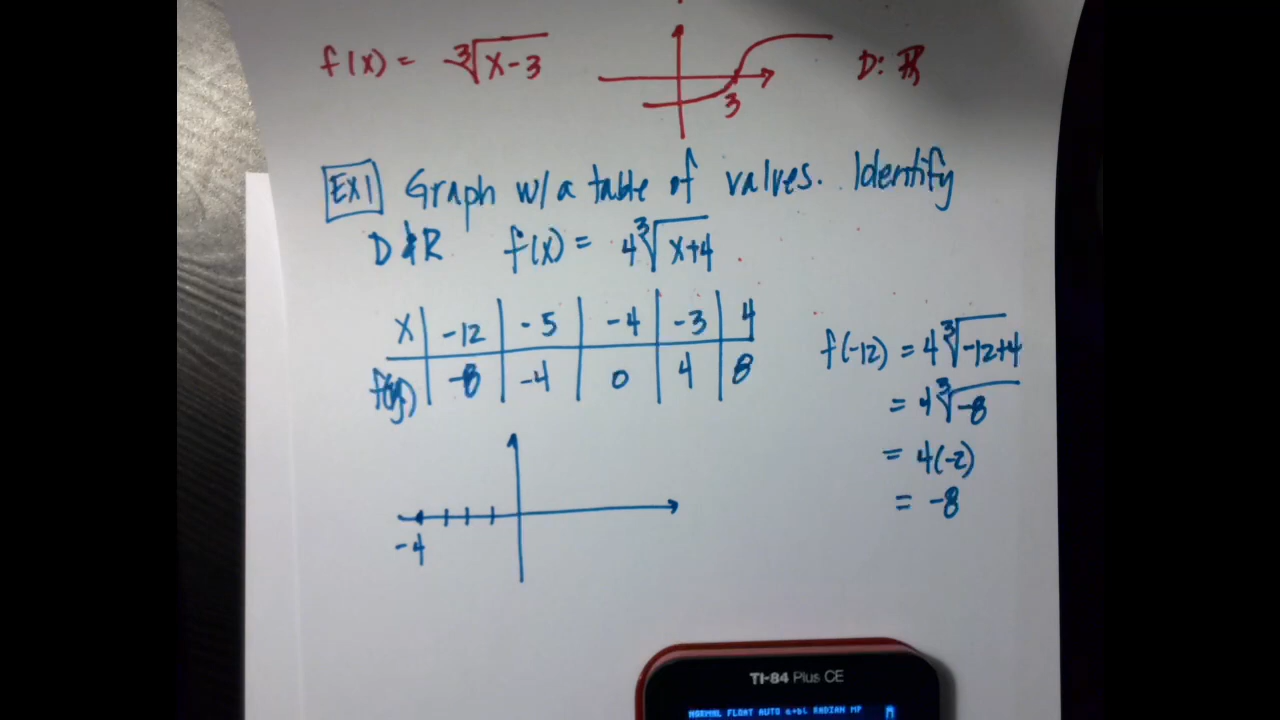 f(x) = ∛(x-3) D: ℝ
3
EX1 Graph w/a table of values. Identify
D & R f(x) = 4∛(x+4)
x | -12 | -5 | -4 | -3 | 4
f(x) | -8 | -4 | 0 | 4 | 8
f(-12) = 4∛(-12+4)
= 4∛(-8)
= 4(-2)
= -8
-4
TI-84 Plus CE
NORMAL FLOAT AUTO a+bi RADIAN MP